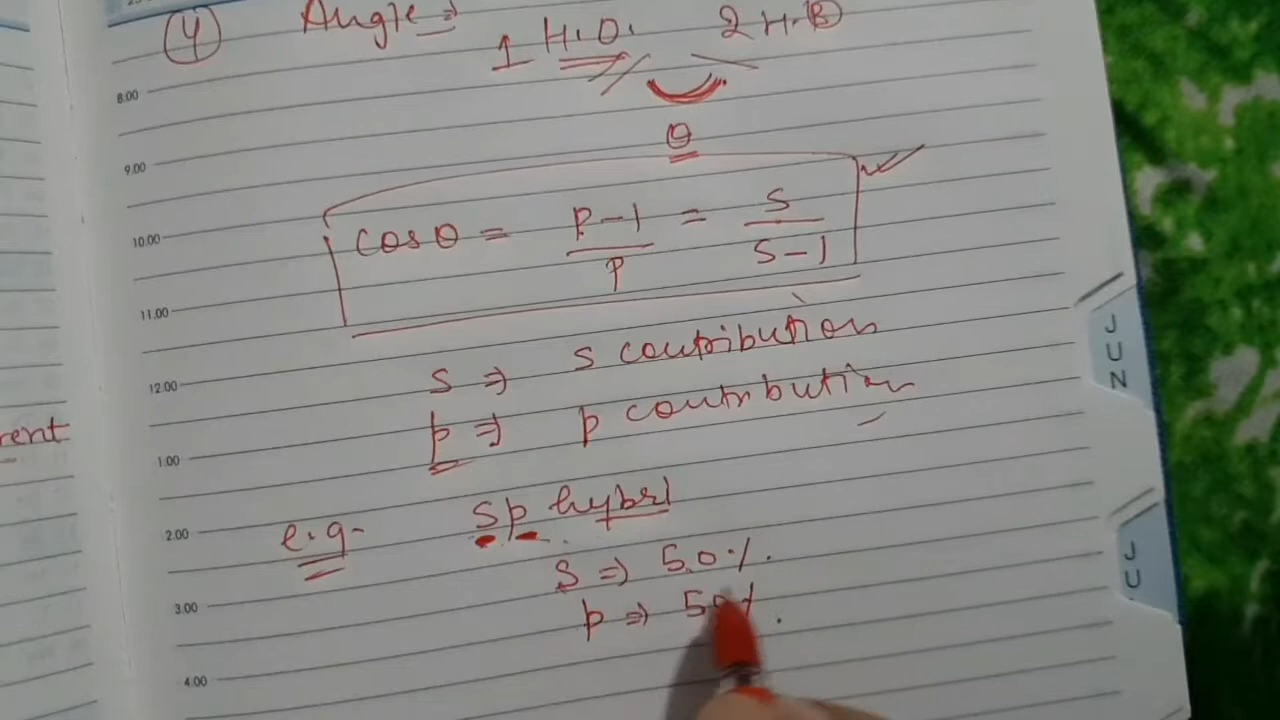 ④ Angle ⇒
1 H.O. 2 H.B
θ
8.00
9.00
cos θ = P-1/P = S/S-1
10.00
11.00
s ⇒ s contribution
12.00
p ⇒ p contribution
1.00
rent
e.g- sp hybrl
2.00
s ⇒ 50%.
3.00
p ⇒ 50%.
4.00
JUN
JU